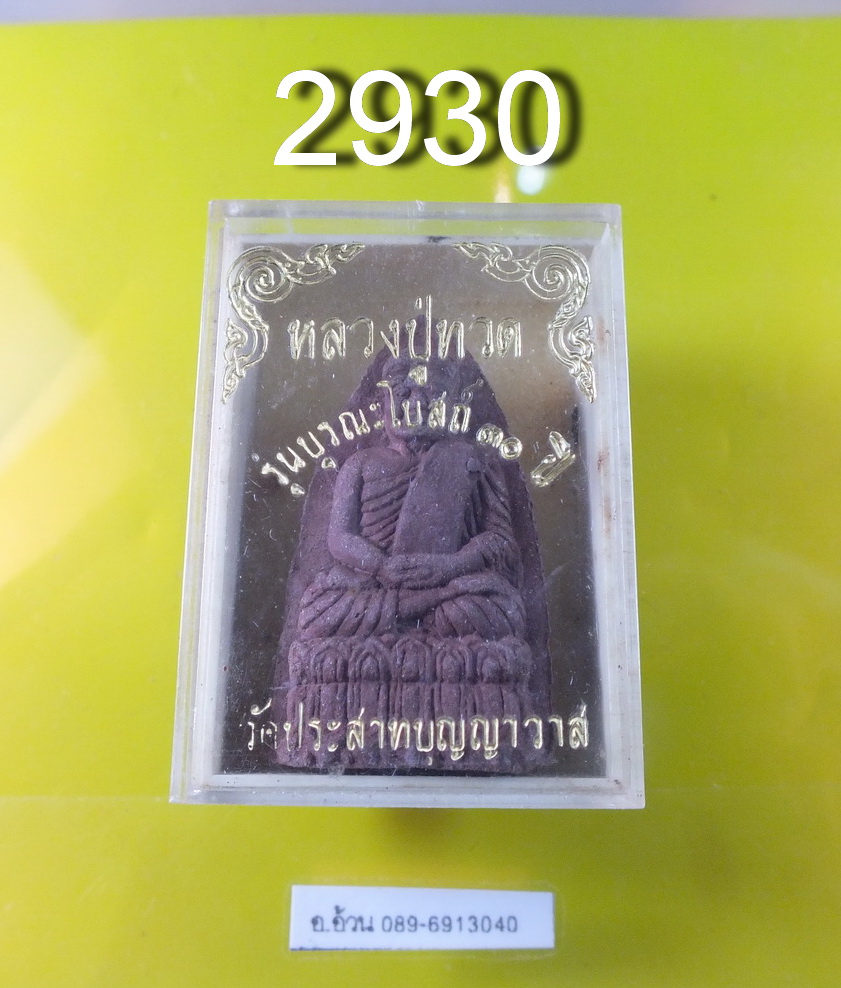 2930
หลวงปู่ทวด
รุ่นบูรณะโบสถ์ ๓๐ ปี
วัดประสาทบุญญาวาส
อ.อ้วน 089-6913040